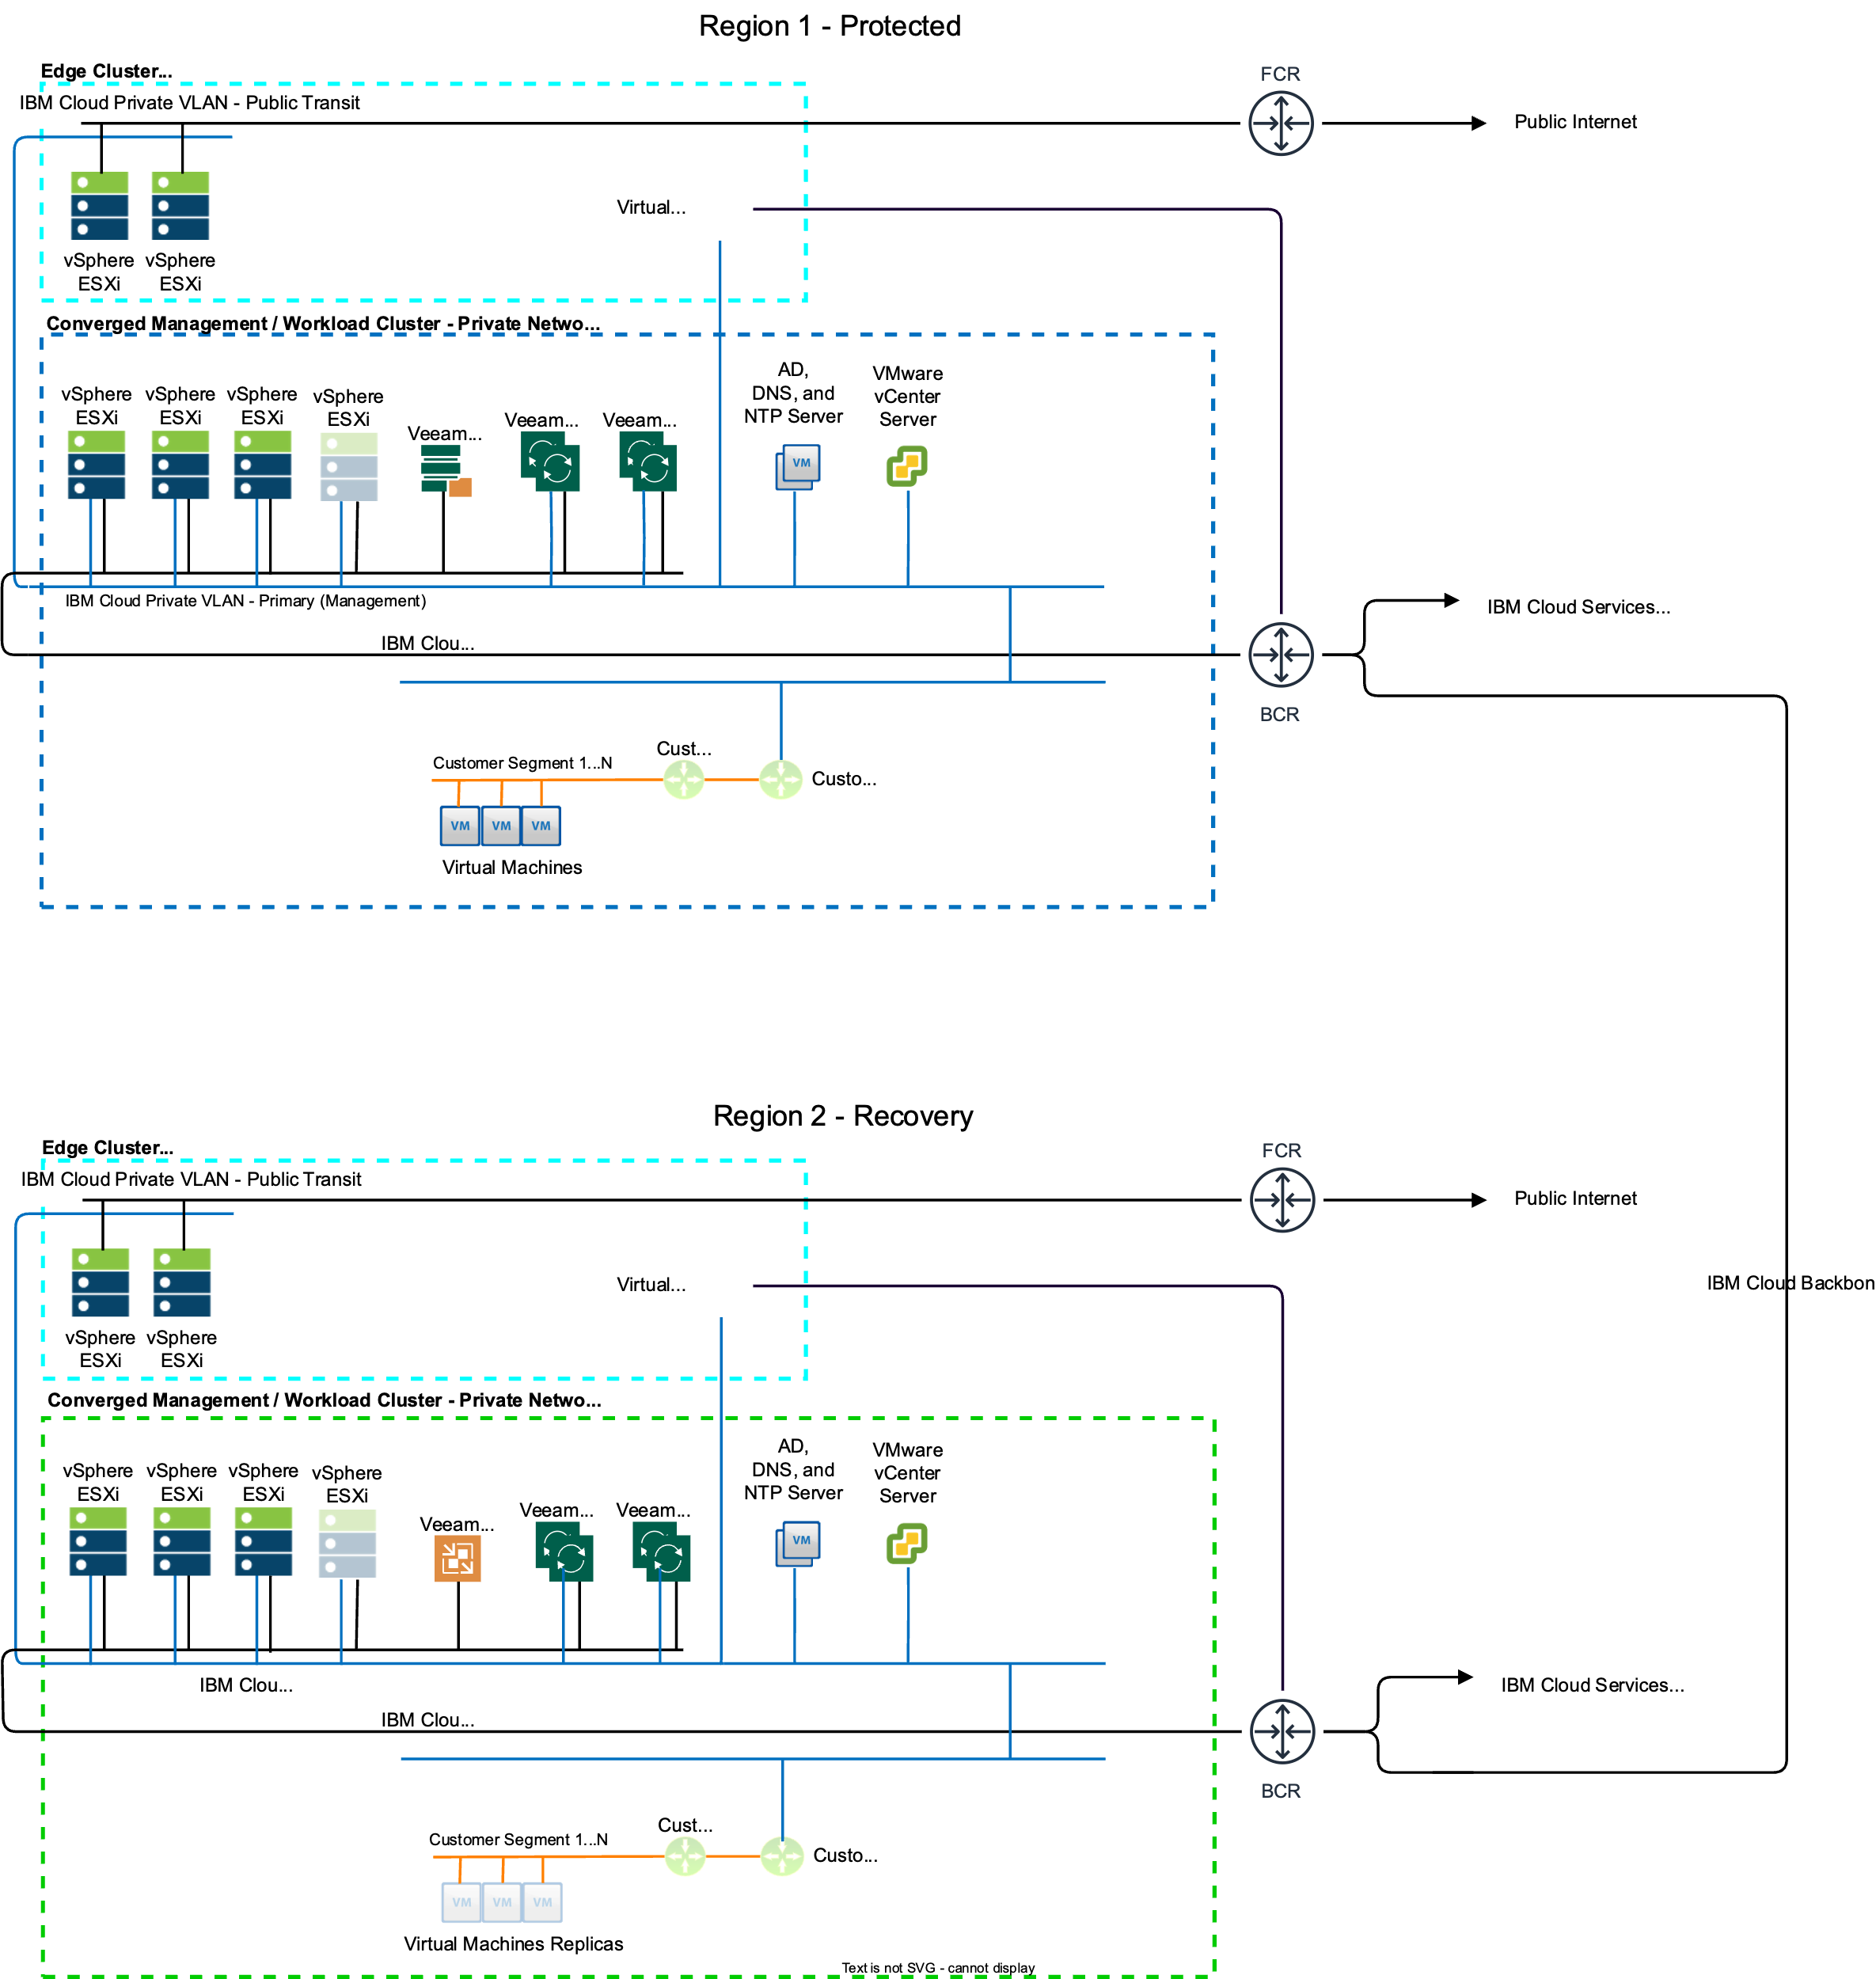 Region 1 - Protected
Edge Cluster...
IBM Cloud Private VLAN - Public Transit
FCR
Public Internet
Virtual...
vSphere
ESXi
vSphere
ESXi
Converged Management / Workload Cluster - Private Netwo...
vSphere
ESXi
vSphere
ESXi
vSphere
ESXi
vSphere
ESXi
Veeam...
Veeam...
Veeam...
AD,
DNS, and
NTP Server
VM
VMware
vCenter
Server
IBM Cloud Private VLAN - Primary (Management)
IBM Cloud Services...
IBM Clou...
BCR
Cust...
Customer Segment 1...N
Custo...
VM
VM
VM
Virtual Machines
Region 2 - Recovery
Edge Cluster...
IBM Cloud Private VLAN - Public Transit
FCR
Public Internet
Virtual...
IBM Cloud Backbon
vSphere
ESXi
vSphere
ESXi
Converged Management / Workload Cluster - Private Netwo...
vSphere
ESXi
vSphere
ESXi
vSphere
ESXi
vSphere
ESXi
Veeam...
Veeam...
Veeam...
AD,
DNS, and
NTP Server
VM
VMware
vCenter
Server
IBM Clou...
IBM Cloud Services...
IBM Clou...
BCR
Cust...
Customer Segment 1...N
Custo...
VM
VM
VM
Virtual Machines Replicas
Text is not SVG - cannot display